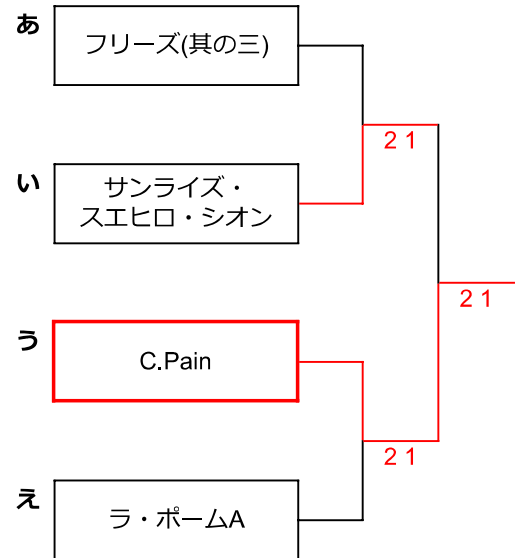 あ
フリーズ(其の三)
2 1
い
サンライズ・
スエヒロ・シオン
2 1
う
C.Pain
2 1
え
ラ・ポームA